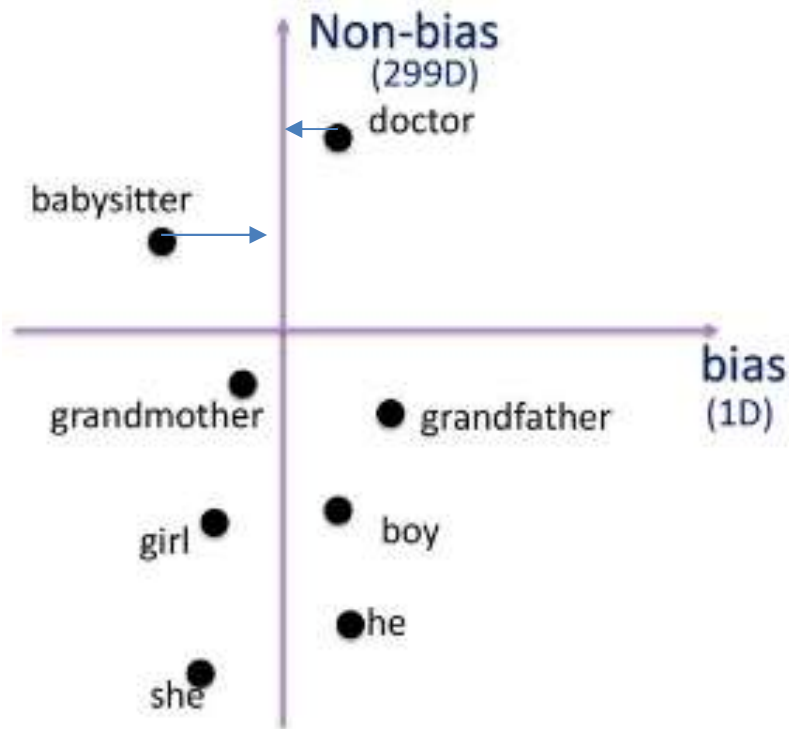 Non-bias
(299D)
doctor
babysitter
bias
(1D)
grandmother
grandfather
girl
boy
he
she